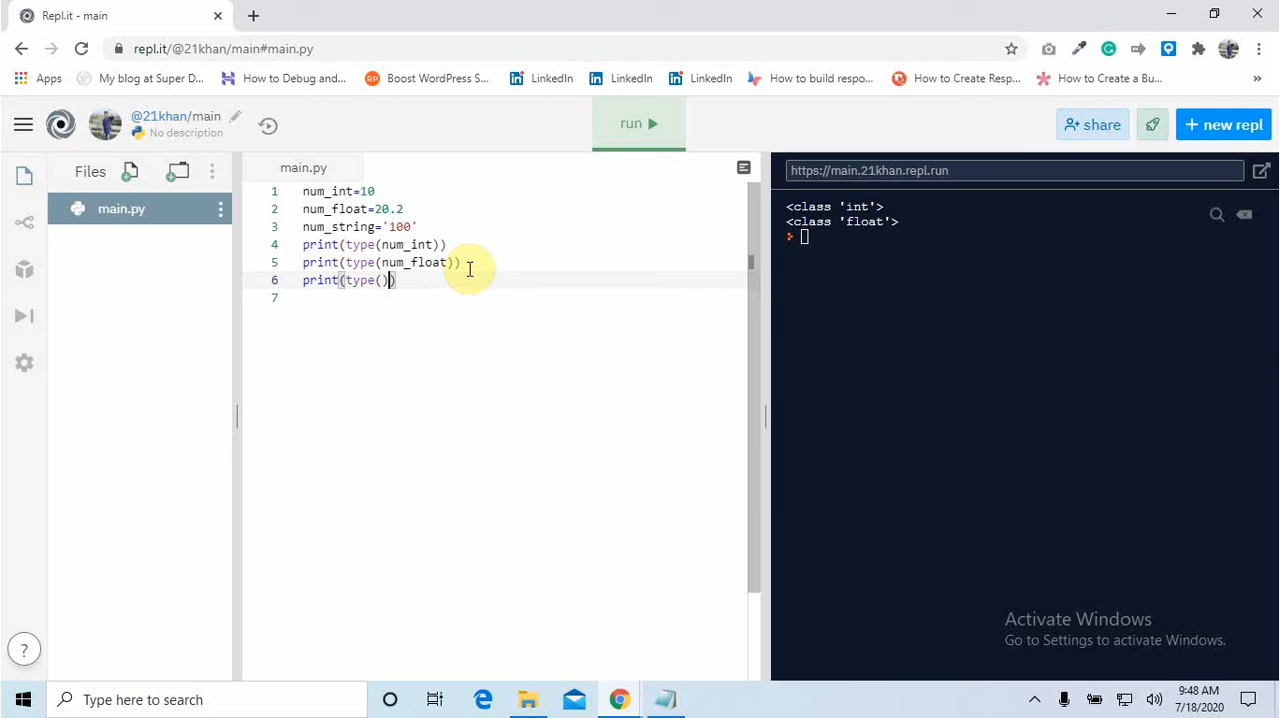 Repl.it - main
repl.it/@21khan/main#main.py
Apps
My blog at Super D...
How to Debug and...
RP
Boost WordPress S...
LinkedIn
LinkedIn
LinkedIn
How to build respo...
How to Create Resp...
How to Create a Bu...
»
@21khan/main
No description
run
share
+ new repl
Files
main.py
main.py
https://main.21khan.repl.run
1 num_int=10
2 num_float=20.2
3 num_string='100'
4 print(type(num_int))
5 print(type(num_float))
6 print(type())
7
<class 'int'>
<class 'float'>
Activate Windows
Go to Settings to activate Windows.
?
Type here to search
9:48 AM
7/18/2020